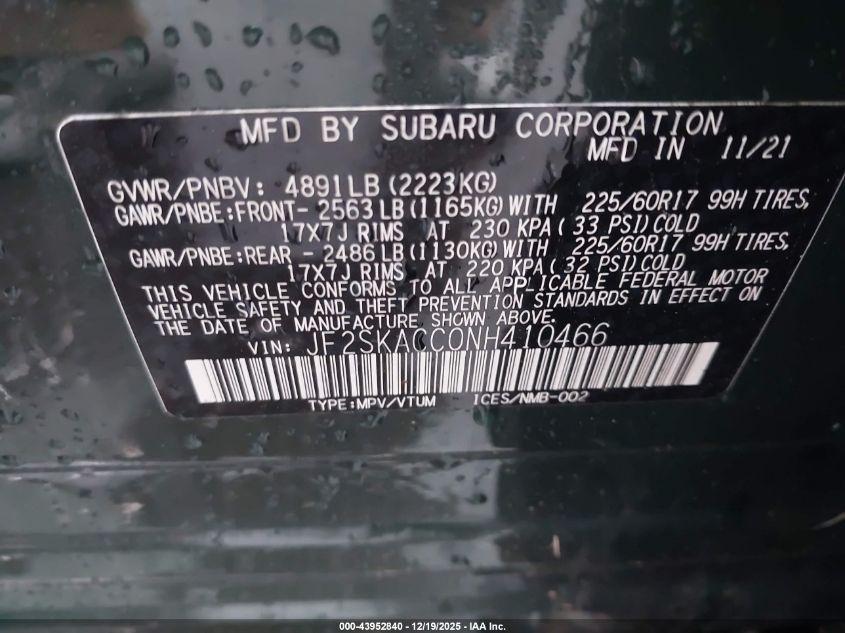 MFD BY SUBARU CORPORATION
MFD IN 11/21
GVWR/PNBV: 4891LB (2223KG)
GAWR/PNBE:FRONT- 2563 LB (1165KG) WITH 225/60R17 99H TIRES,
17X7J RIMS AT 230 KPA ( 33 PSI) COLD
GAWR/PNBE:REAR - 2486 LB (1130KG) WITH 225/60R17 99H TIRES,
17X7J RIMS AT 220 KPA ( 32 PSI) COLD
THIS VEHICLE CONFORMS TO ALL APPLICABLE FEDERAL MOTOR
VEHICLE SAFETY AND THEFT PREVENTION STANDARDS IN EFFECT ON
THE DATE OF MANUFACTURE SHOWN ABOVE.
VIN: JF2SKACC0NH410466
TYPE:MPV/VTUM ICES/NMB-002
000-43952840 - 12/19/2025 - IAA Inc.